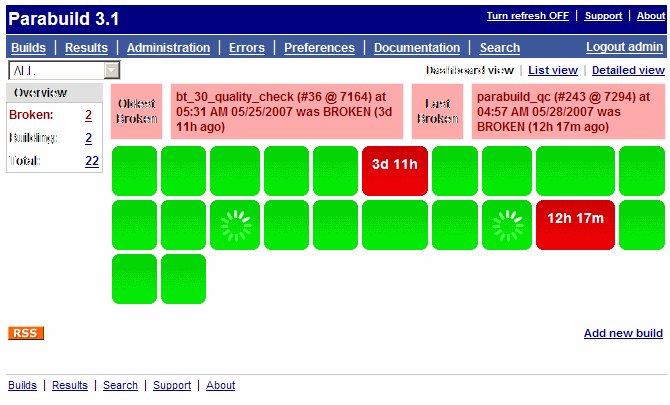 Parabuild 3.1
Turn refresh OFF | Support | About
Builds | Results | Administration | Errors | Preferences | Documentation | Search
Logout admin
ALL
Dashboard view | List view | Detailed view
Overview
Broken: 2
Building: 2
Total: 22
Oldest
Broken
bt_30_quality_check (#36 @ 7164) at
05:31 AM 05/25/2007 was BROKEN (3d
11h ago)
Last
Broken
parabuild_qc (#243 @ 7294) at
04:57 AM 05/28/2007 was
BROKEN (12h 17m ago)
3d 11h
12h 17m
RSS
Add new build
Builds | Results | Search | Support | About